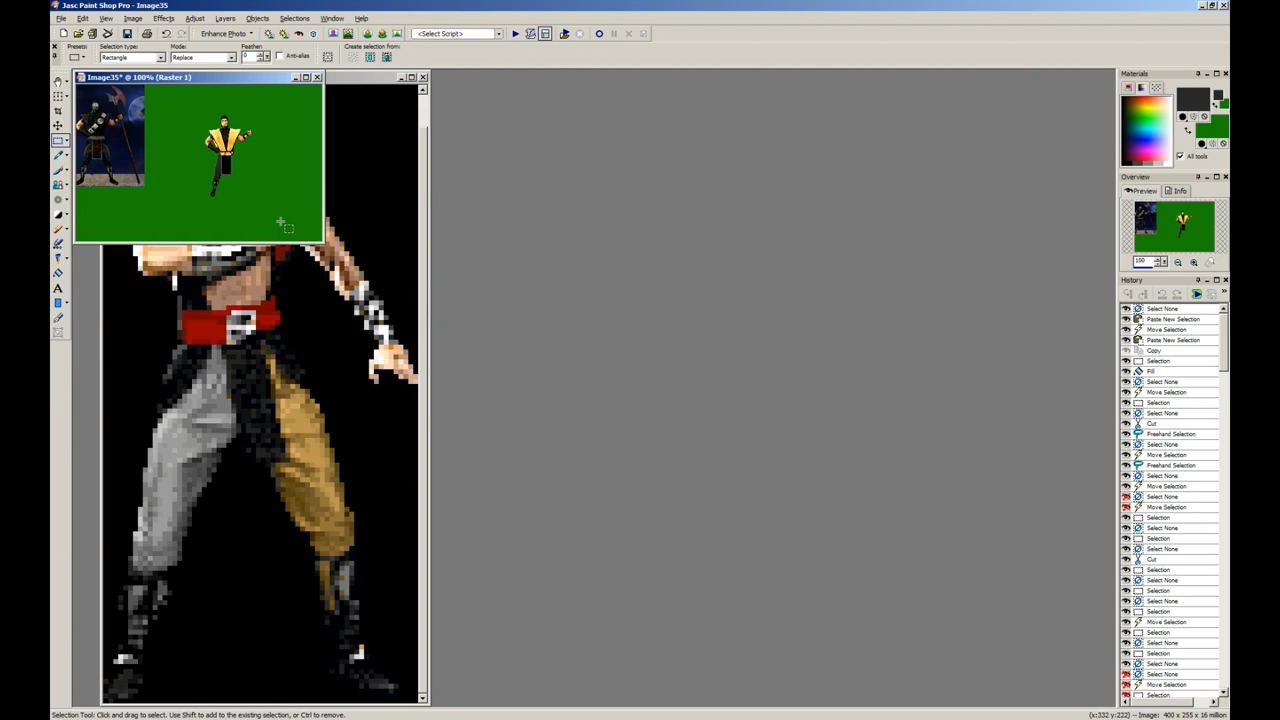 Jasc Paint Shop Pro - Image35
File Edit View Image Effects Adjust Layers Objects Selections Window Help
Enhance Photo <Select Script>
Presets: Selection type: Mode: Feather: Create selection from:
Rectangle Replace 0 Anti-alias
Image35* @ 100% (Raster 1)
Materials
All tools
Overview
Preview Info
100
History
Select None
Paste New Selection
Move Selection
Paste New Selection
Copy
Selection
Fill
Select None
Move Selection
Selection
Select None
Cut
Freehand Selection
Select None
Move Selection
Freehand Selection
Select None
Move Selection
Select None
Move Selection
Selection
Select None
Selection
Select None
Cut
Selection
Select None
Selection
Select None
Selection
Move Selection
Selection
Select None
Selection
Select None
Move Selection
Selection
Selection Tool: Click and drag to select. Use Shift to add to the existing selection, or Ctrl to remove.
(x:332 y:222) -- Image: 400 x 255 x 16 million